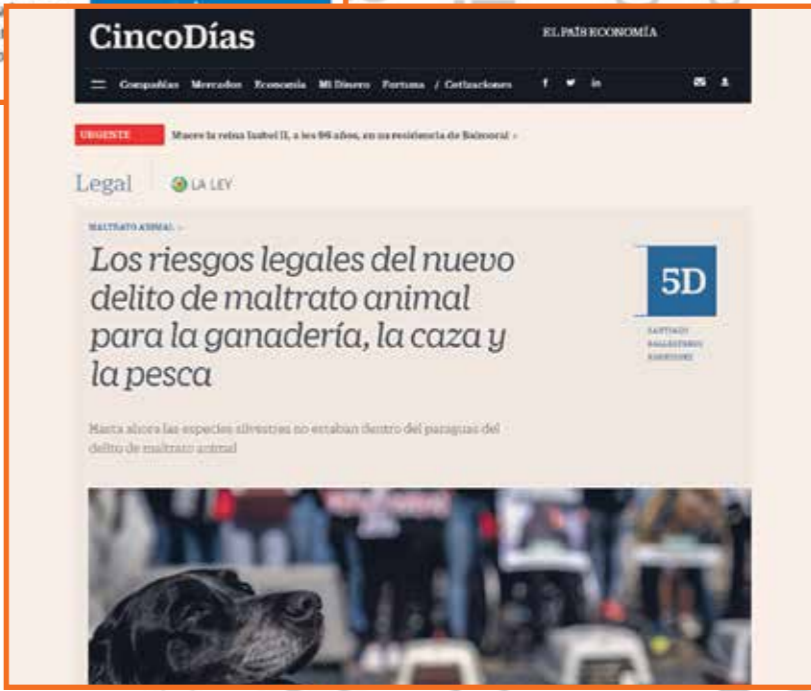 CincoDías
EL PAÍS ECONOMÍA
Compañías Mercados Economía Mi Dinero Fortuna / Cotizaciones
URGENTE Muere la reina Isabel II, a los 96 años, en su residencia de Balmoral
Legal LA LEY
MALTRATO ANIMAL
Los riesgos legales del nuevo
delito de maltrato animal
para la ganadería, la caza y
la pesca
5D
SANTIAGO
BALLESTEROS
Hasta ahora las especies silvestres no estaban dentro del paraguas del
delito de maltrato animal